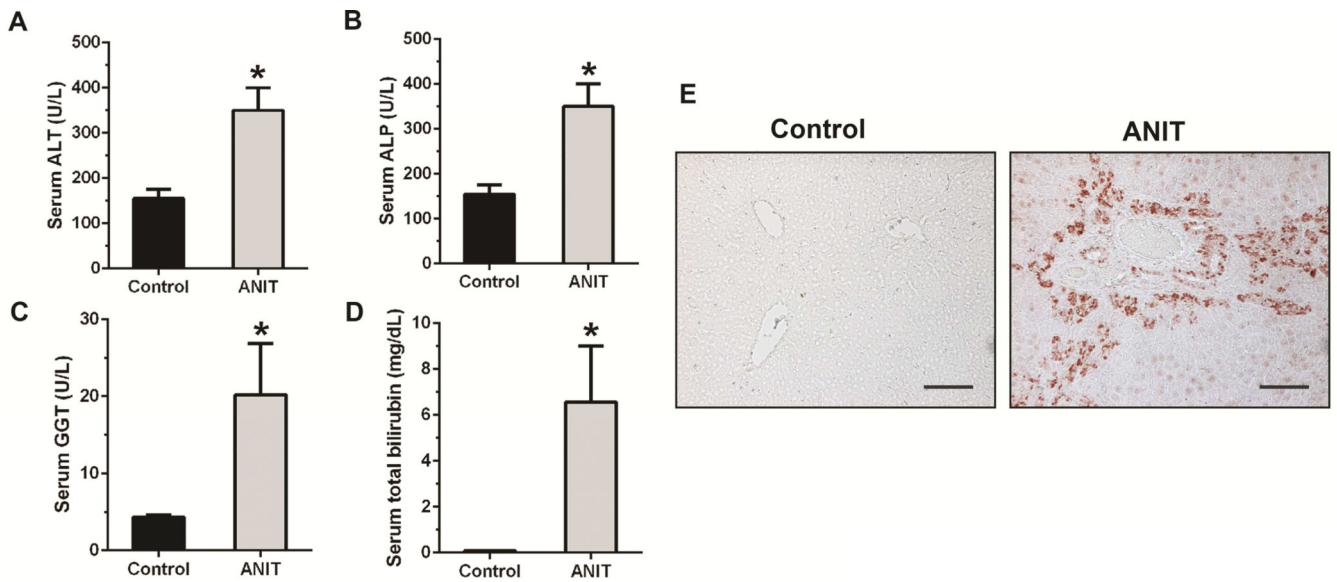 A
Serum ALT (U/L)
500
400
300
200
100
0
*
Control
ANIT
B
Serum ALP (U/L)
500
400
300
200
100
0
*
Control
ANIT
C
Serum GGT (U/L)
30
20
10
0
*
Control
ANIT
D
Serum total bilirubin (mg/dL)
10
8
6
4
2
0
*
Control
ANIT
E
Control
ANIT